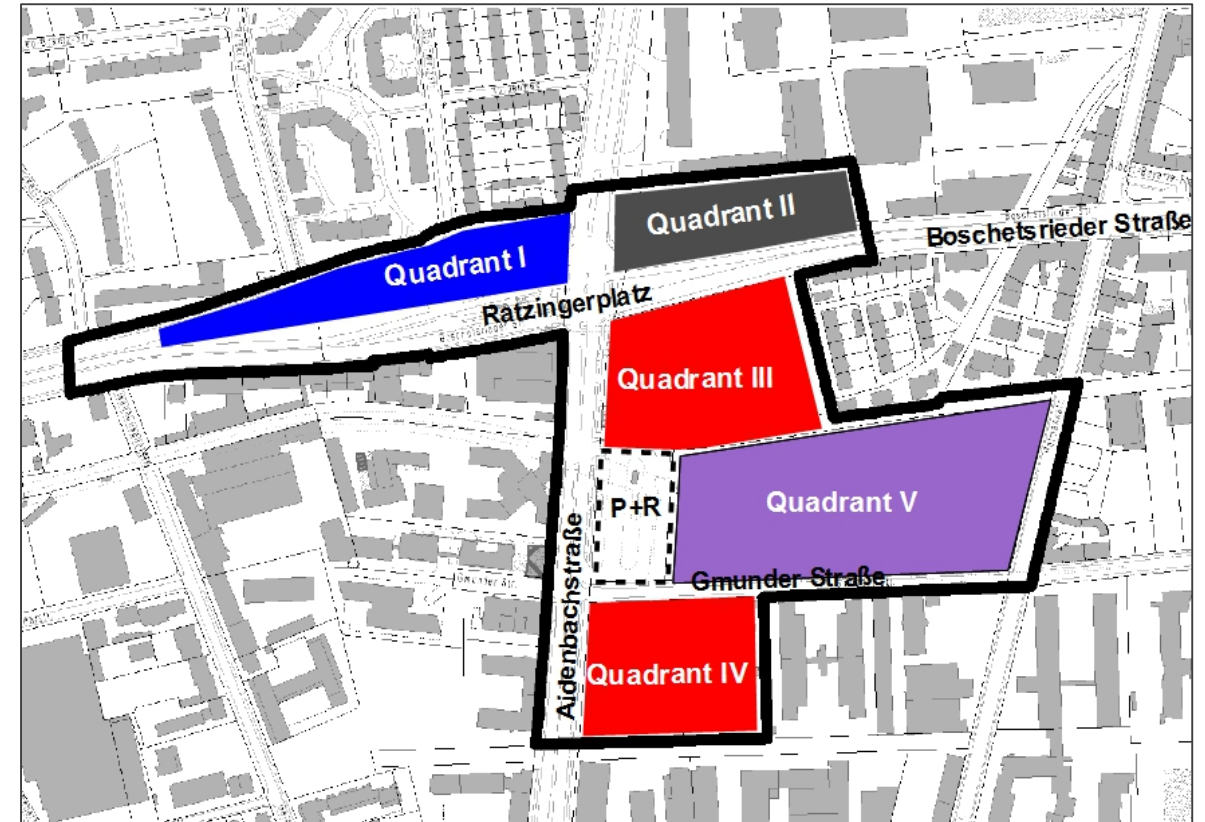 Quadrant II
Boschetsrieder Straße
Quadrant I
Ratzingerplatz
Quadrant III
P+R
Quadrant V
Aidenbachstraße
Gmunder Straße
Quadrant IV